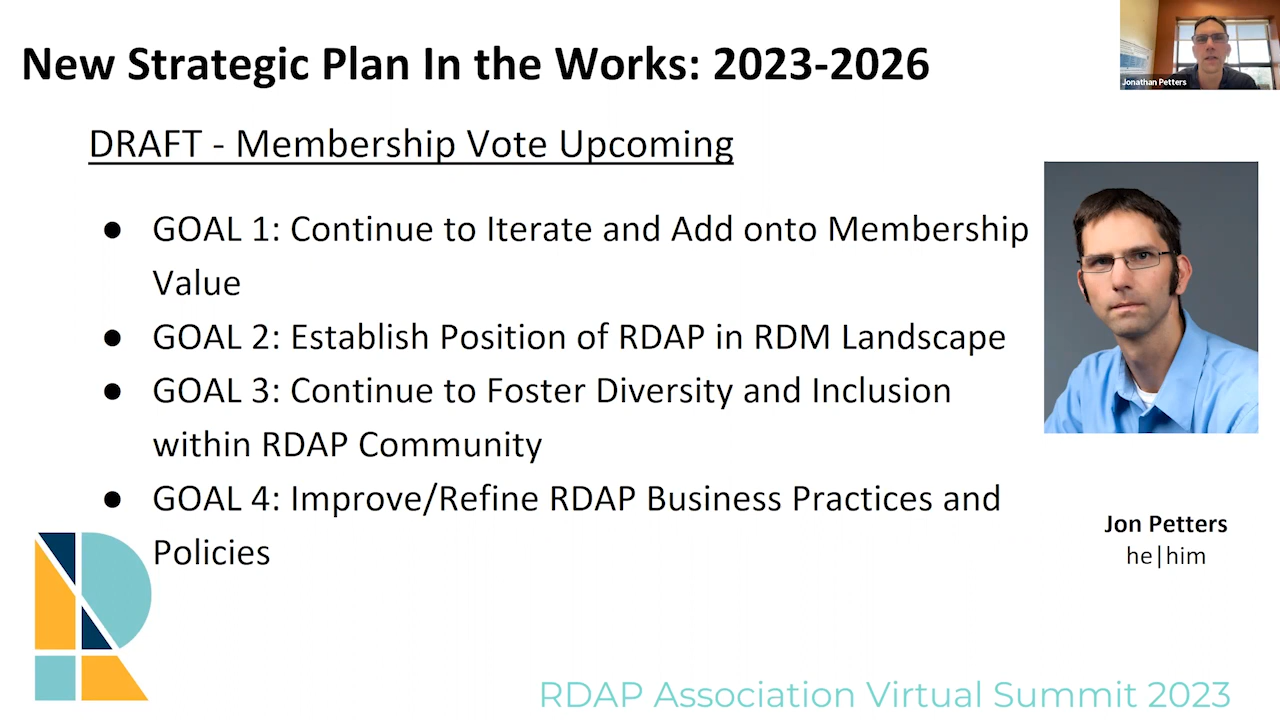 New Strategic Plan In the Works: 2023-2026
Jonathan Petters
DRAFT - Membership Vote Upcoming
● GOAL 1: Continue to Iterate and Add onto Membership
Value
● GOAL 2: Establish Position of RDAP in RDM Landscape
● GOAL 3: Continue to Foster Diversity and Inclusion
within RDAP Community
● GOAL 4: Improve/Refine RDAP Business Practices and
Policies
Jon Petters
he|him
RDAP Association Virtual Summit 2023